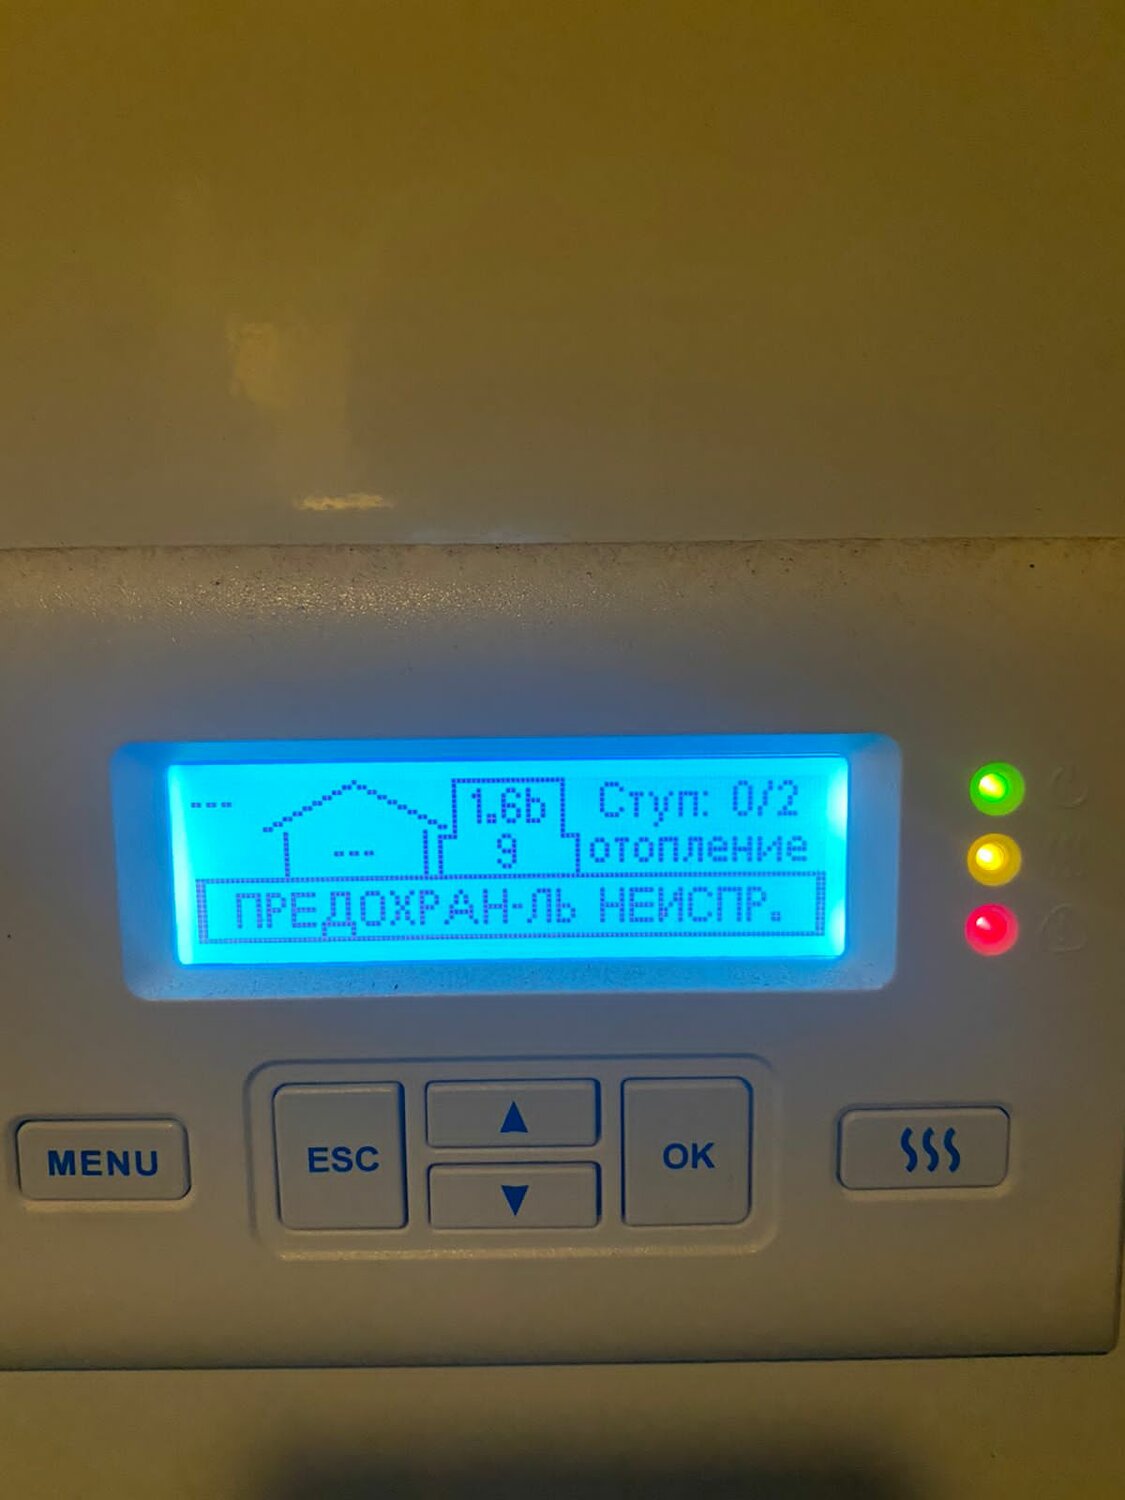 ---
1.6b
Ступ: 0/2
---
9
отопление
ПРЕДОХРАН-ЛЬ НЕИСПР.
MENU
ESC
▲
▼
OK